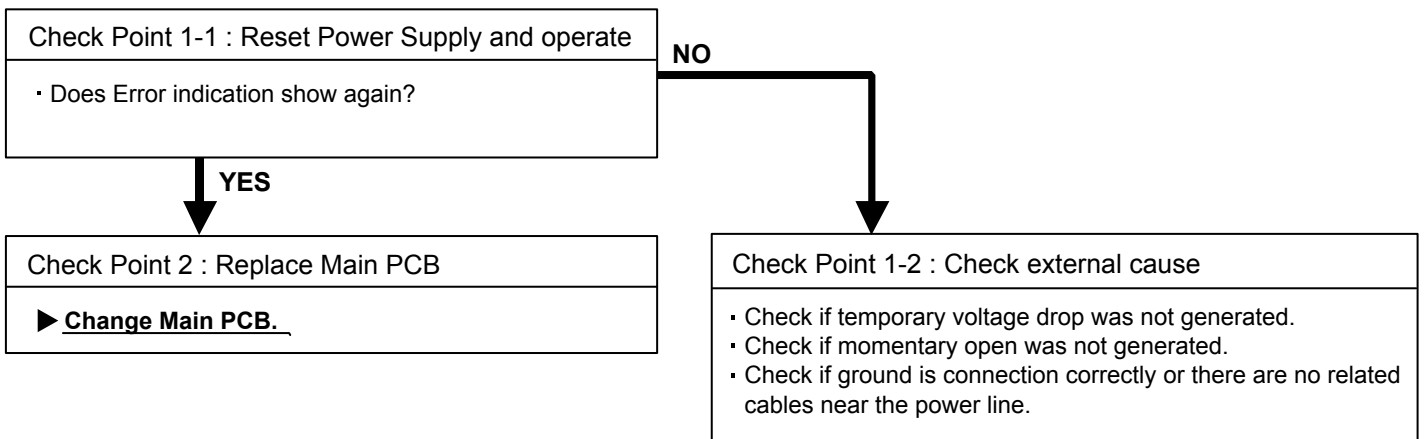 Check Point 1-1 : Reset Power Supply and operate
· Does Error indication show again?
NO
YES
Check Point 2 : Replace Main PCB
▶ Change Main PCB.
Check Point 1-2 : Check external cause
· Check if temporary voltage drop was not generated.
· Check if momentary open was not generated.
· Check if ground is connection correctly or there are no related
cables near the power line.